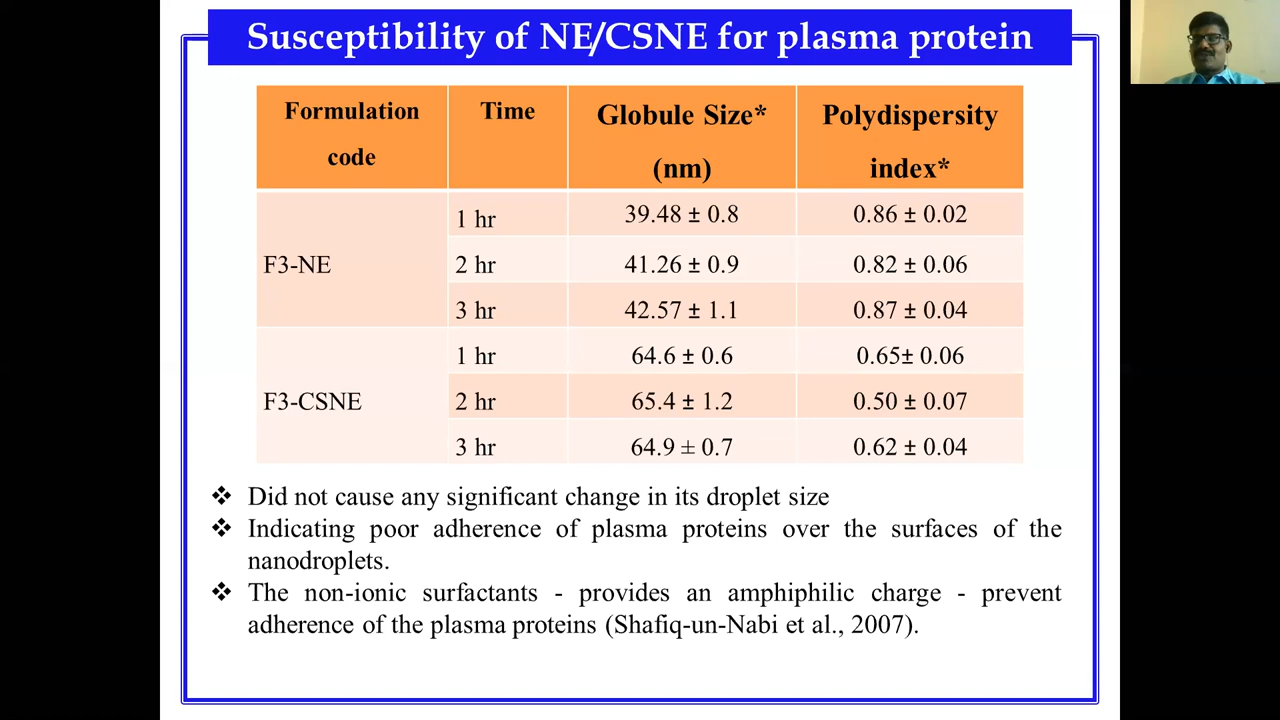 Susceptibility of NE/CSNE for plasma protein
Formulation code Time Globule Size* (nm) Polydispersity index*
F3-NE
1 hr 39.48 ± 0.8 0.86 ± 0.02
2 hr 41.26 ± 0.9 0.82 ± 0.06
3 hr 42.57 ± 1.1 0.87 ± 0.04
F3-CSNE
1 hr 64.6 ± 0.6 0.65± 0.06
2 hr 65.4 ± 1.2 0.50 ± 0.07
3 hr 64.9 ± 0.7 0.62 ± 0.04
❖ Did not cause any significant change in its droplet size
❖ Indicating poor adherence of plasma proteins over the surfaces of the
nanodroplets.
❖ The non-ionic surfactants - provides an amphiphilic charge - prevent
adherence of the plasma proteins (Shafiq-un-Nabi et al., 2007).